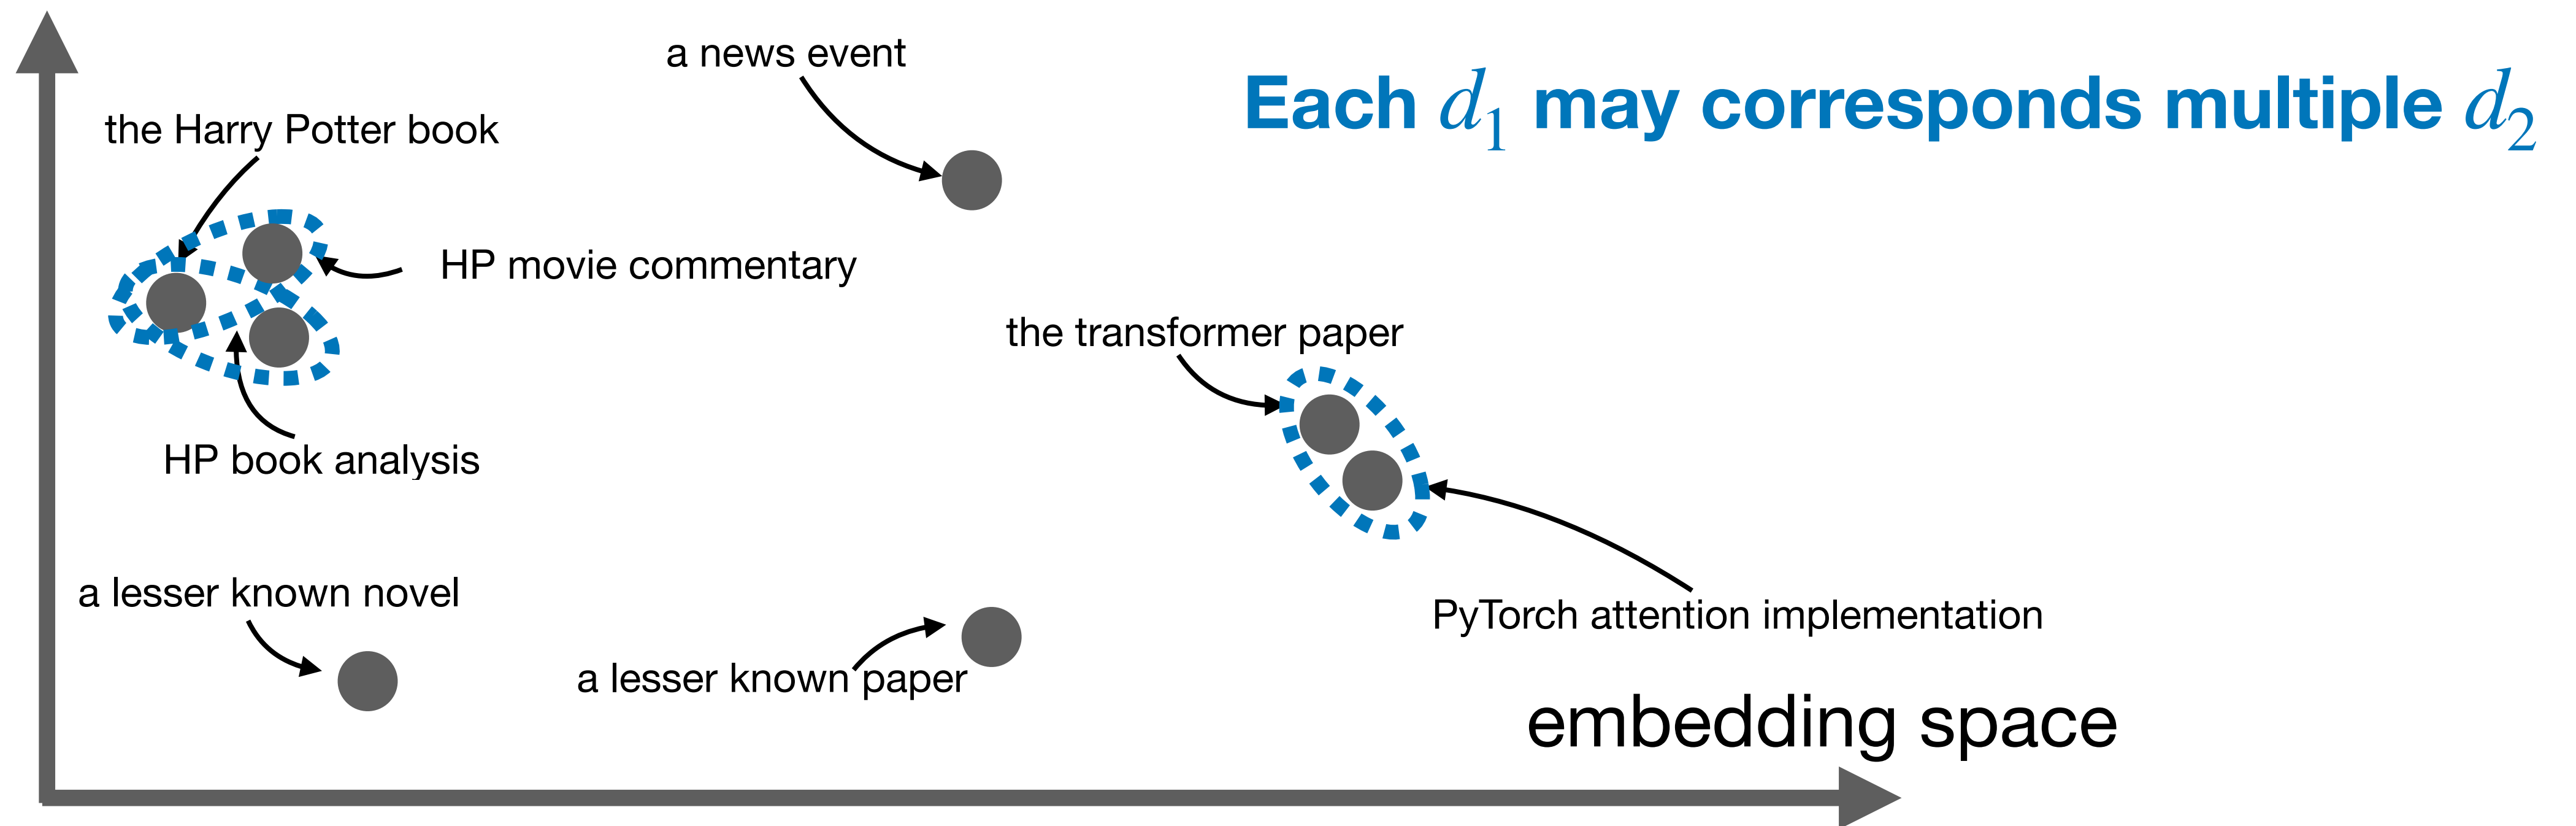 a news event
Each d₁ may corresponds multiple d₂
the Harry Potter book
HP movie commentary
the transformer paper
HP book analysis
a lesser known novel
PyTorch attention implementation
a lesser known paper
embedding space